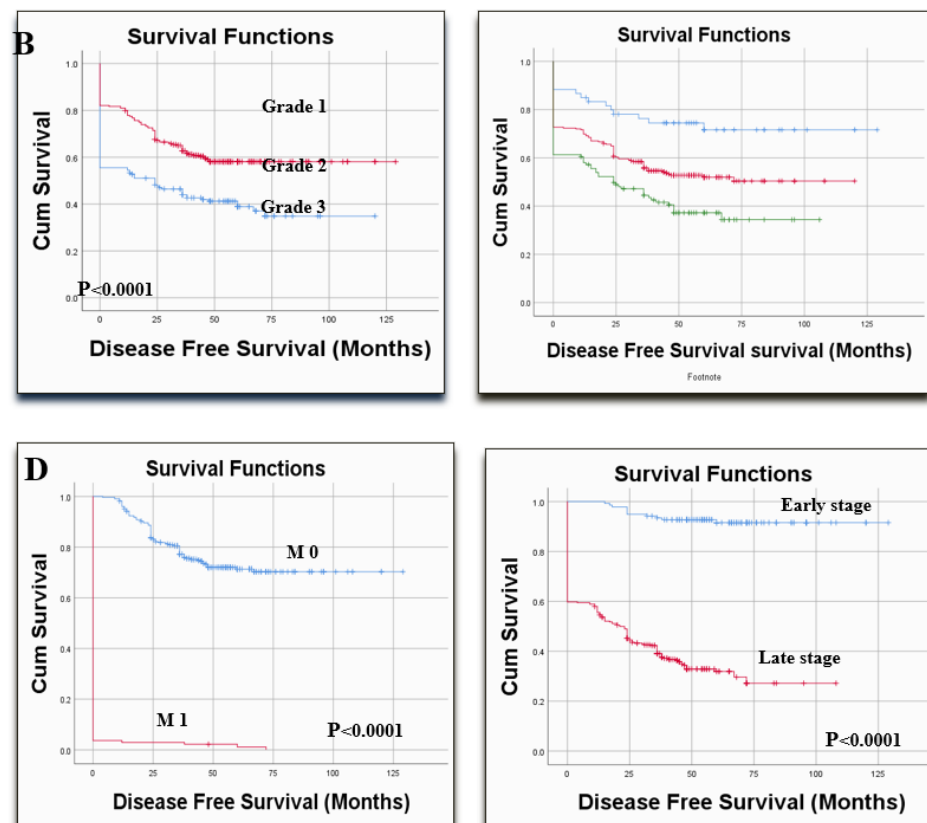 B
Survival Functions
Cum Survival
1.0
0.8
0.6
0.4
0.2
0.0
Grade 1
Grade 2
Grade 3
P<0.0001
0 25 50 75 100 125
Disease Free Survival (Months)
Survival Functions
Cum Survival
1.0
0.8
0.6
0.4
0.2
0.0
0 25 50 75 100 125
Disease Free Survival survival (Months)
Footnote
D
Survival Functions
Cum Survival
1.0
0.8
0.6
0.4
0.2
0.0
M 0
M 1
P<0.0001
0 25 50 75 100 125
Disease Free Survival (Months)
Survival Functions
Cum Survival
1.0
0.8
0.6
0.4
0.2
0.0
Early stage
Late stage
P<0.0001
0 25 50 75 100 125
Disease Free Survival (Months)